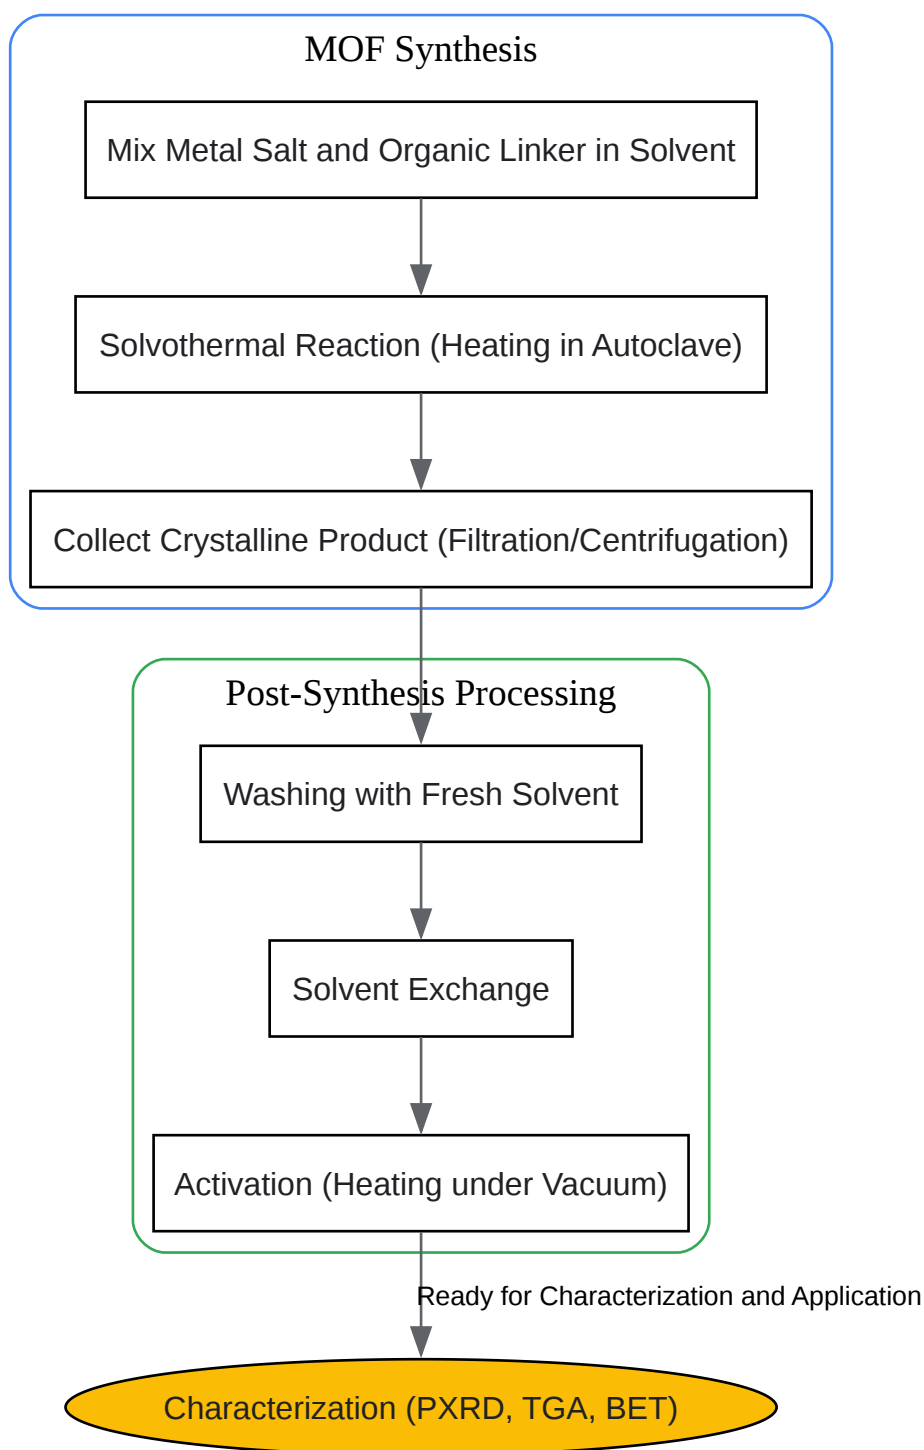 MOF Synthesis
Mix Metal Salt and Organic Linker in Solvent
Solvothermal Reaction (Heating in Autoclave)
Collect Crystalline Product (Filtration/Centrifugation)
Post-Synthesis Processing
Washing with Fresh Solvent
Solvent Exchange
Activation (Heating under Vacuum)
Ready for Characterization and Application
Characterization (PXRD, TGA, BET)